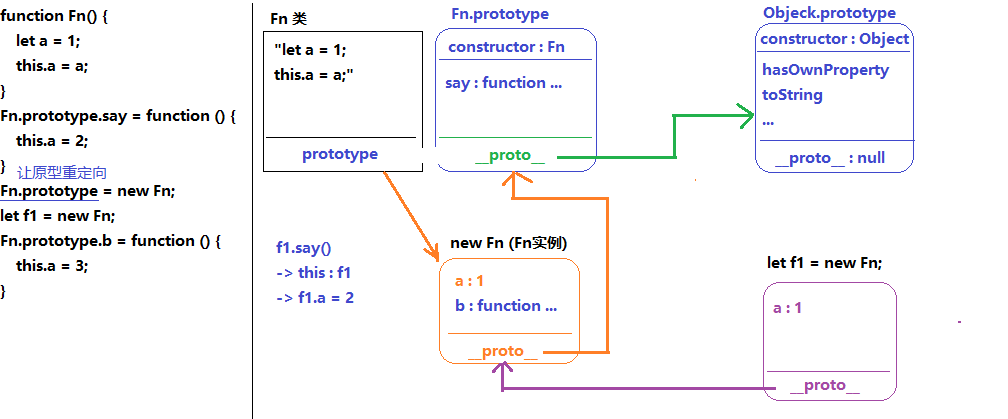 function Fn() {
let a = 1;
this.a = a;
}
Fn.prototype.say = function () {
this.a = 2;
}
让原型重定向
Fn.prototype = new Fn;
let f1 = new Fn;
Fn.prototype.b = function () {
this.a = 3;
}
Fn 类
"let a = 1;
this.a = a;"
prototype
Fn.prototype
constructor : Fn
say : function ...
__proto__
Objeck.prototype
constructor : Object
hasOwnProperty
toString
...
__proto__ : null
f1.say()
-> this : f1
-> f1.a = 2
new Fn (Fn实例)
a : 1
b : function ...
__proto__
let f1 = new Fn;
a : 1
__proto__